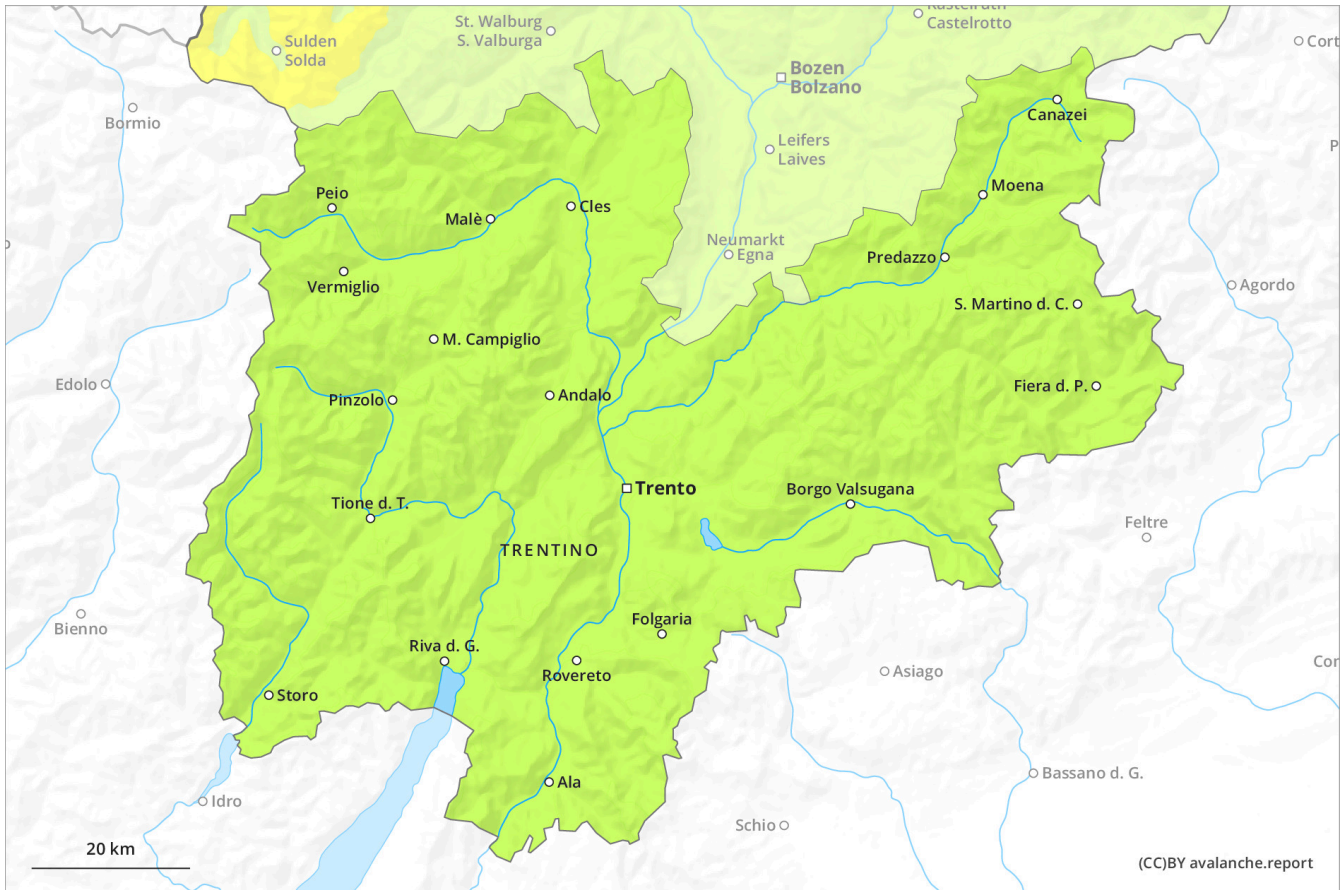 Kastelruth
Castelrotto
St. Walburg
S. Valburga
Sulden
Solda
Cort
Bozen
Bolzano
Bormio
Canazei
Leifers
Laives
Moena
Peio
Malè
Cles
Neumarkt
Egna
Predazzo
Vermiglio
Agordo
S. Martino d. C.
M. Campiglio
Edolo
Fiera d. P.
Andalo
Pinzolo
Trento
Borgo Valsugana
Tione d. T.
Feltre
TRENTINO
Folgaria
Bienno
Riva d. G.
Rovereto
Asiago
Cor
Storo
Bassano d. G.
Ala
Idro
Schio
20 km
(CC)BY avalanche.report